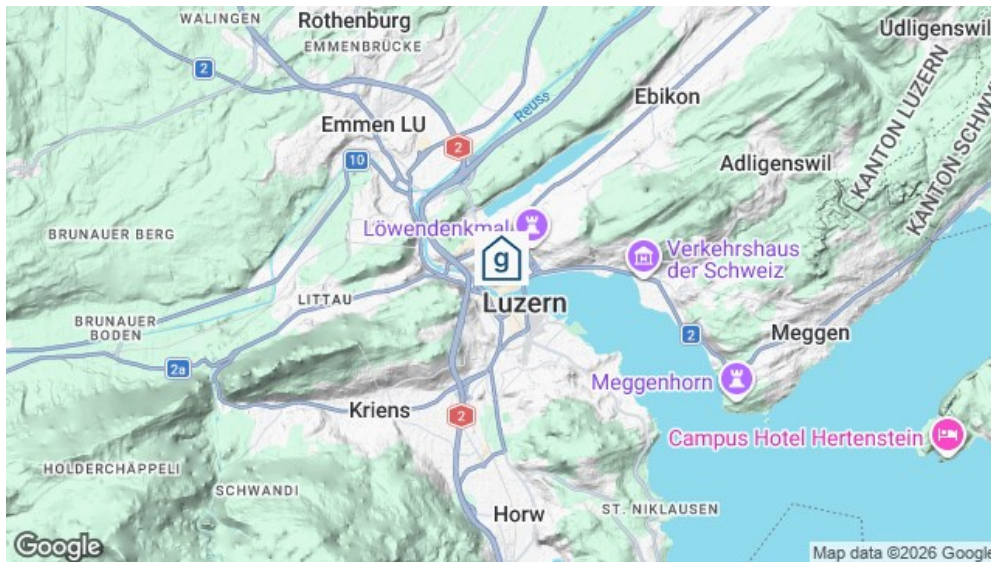 WALINGEN
Rothenburg
EMMENBRÜCKE
Udligenswil
2
Reuss
Ebikon
KANTON LUZERN
KANTON SCHW
Emmen LU
2
10
Adligenswil
Löwendenkmal
BRUNAUER BERG
g
Verkehrshaus
der Schweiz
LITTAU
Luzern
BRUNAUER
BODEN
2
Meggen
2a
Meggenhorn
Kriens
2
Campus Hotel Hertenstein
HOLDERCHÄPPELI
SCHWANDI
Horw
ST. NIKLAUSEN
Google
Map data ©2026 Google